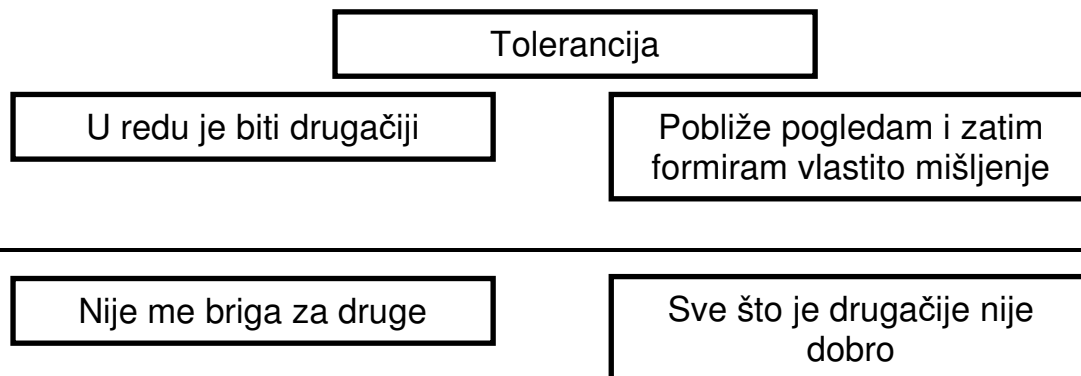 Tolerancija
U redu je biti drugačiji
Pobliže pogledam i zatim
formiram vlastito mišljenje
Nije me briga za druge
Sve što je drugačije nije
dobro